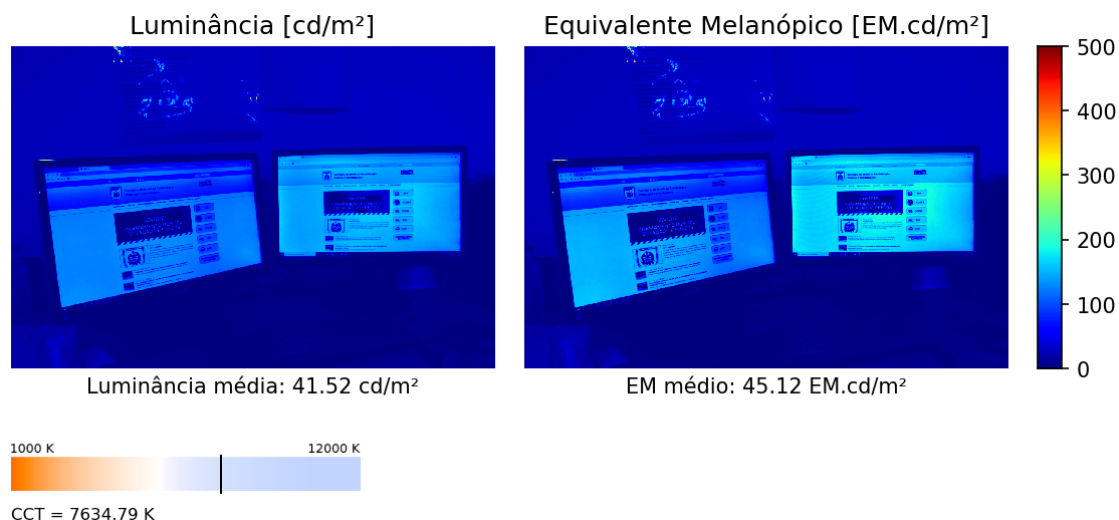 Luminância [cd/m²]
Equivalente Melanópico [EM.cd/m²]
500
400
300
200
100
0
Luminância média: 41.52 cd/m²
EM médio: 45.12 EM.cd/m²
1000 K
12000 K
CCT = 7634.79 K